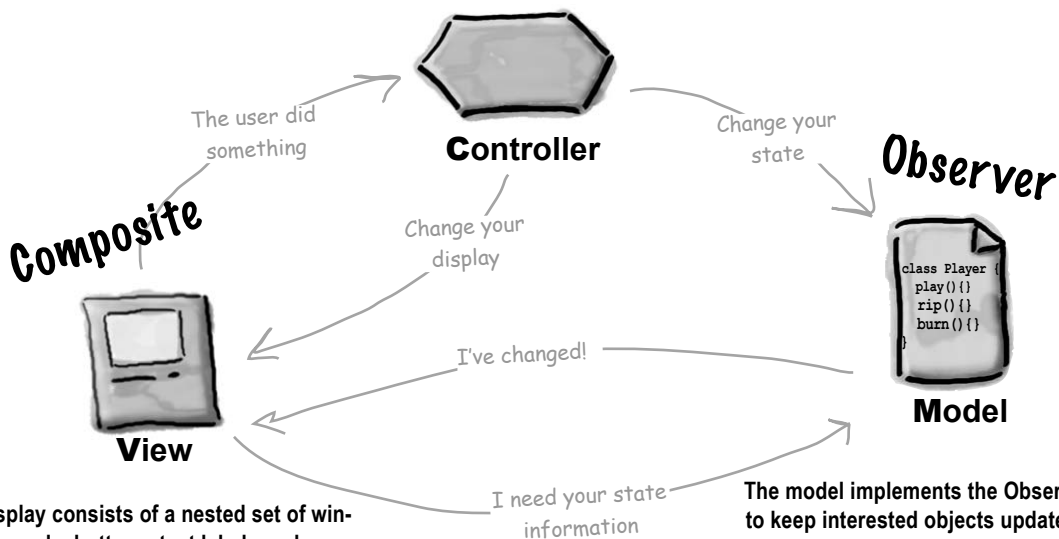 The user did
something
Controller
Change your
state
Observer
Composite
Change your
display
class Player {
play(){}
rip(){}
burn(){}
}
I've changed!
View
Model
I need your state
information
splay consists of a nested set of win-
The model implements the Obser
to keep interested objects update